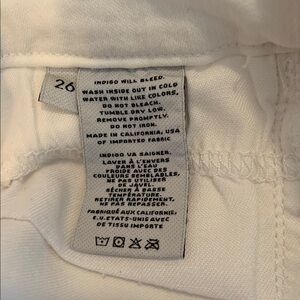 26
INDIGO WILL BLEED.
WASH INSIDE OUT IN COLD
WATER WITH LIKE COLORS,
DO NOT BLEACH.
TUMBLE DRY LOW.
REMOVE PROMPTLY.
DO NOT IRON.
MADE IN CALIFORNIA, USA
OF IMPORTED FABRIC
INDIGO VA SAIGNER.
LAVER À L'ENVERS
DANS L'EAU
FROIDE AVEC DES
COULEURS SEMBLABLES,
NE PAS UTILISER
DE JAVEL.
SÉCHER À BASSE
TEMPÉRATURE.
RETIRER RAPIDEMENT,
NE PAS REPASSER.
FABRIQUÉ AUX CALIFORNIE,
É.U.ETATS-UNIS AVEC
DE TISSU IMPORTE